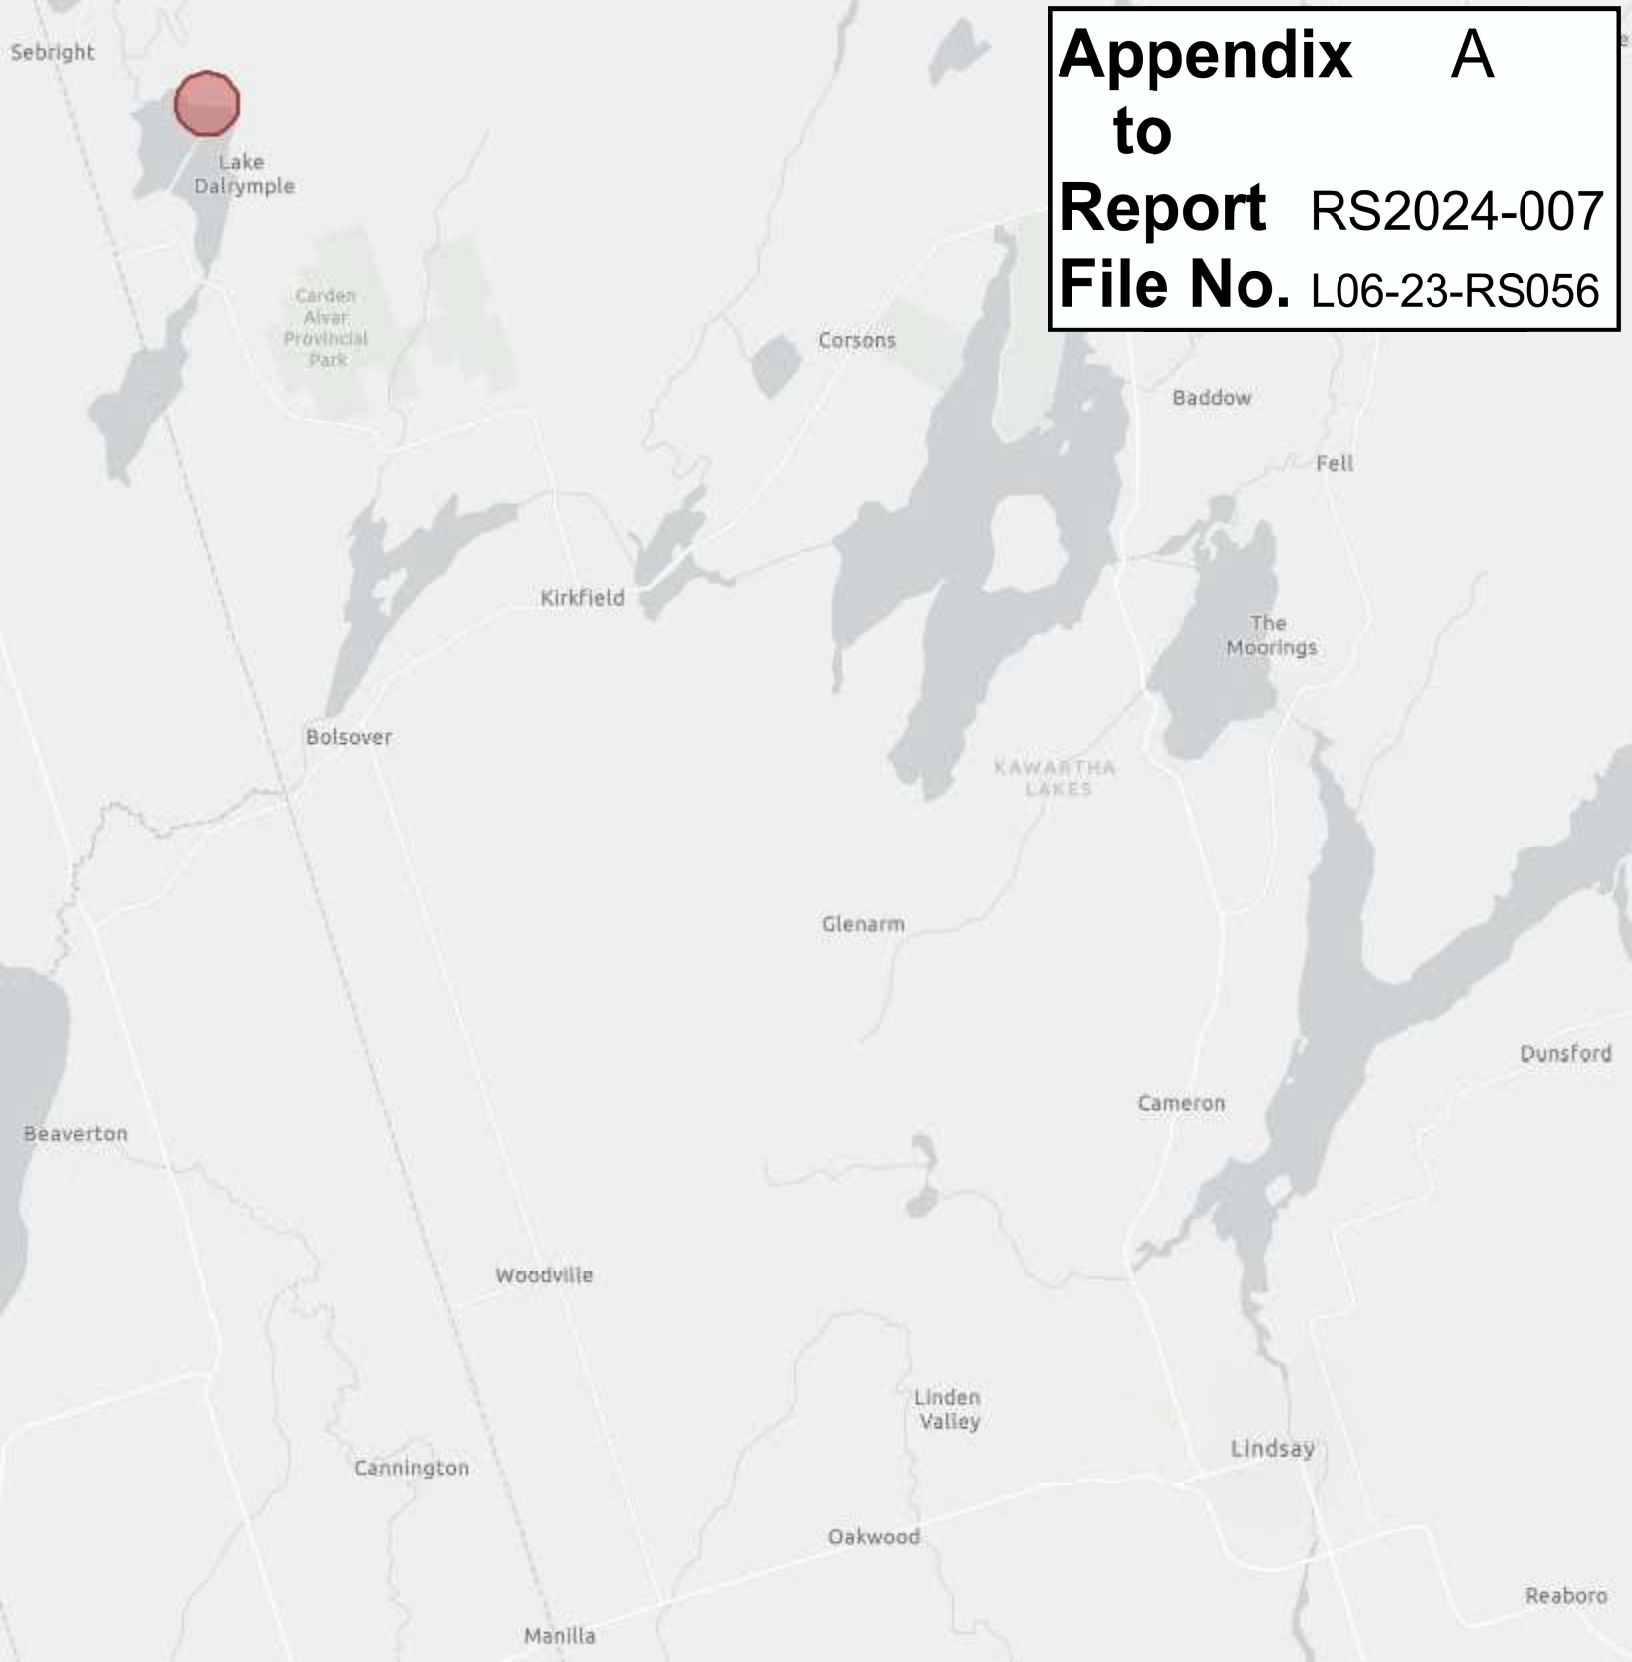 Appendix A
to
Report RS2024-007
File No. L06-23-RS056
Sebright
Lake
Dalrymple
Carden
Alvar
Provincial
Park
Corsons
Baddow
Fell
Kirkfield
The
Moorings
Bolsover
KAWARTHA
LAKES
Glenarm
Dunsford
Cameron
Beaverton
Woodville
Linden
Valley
Lindsay
Cannington
Oakwood
Reaboro
Manilla